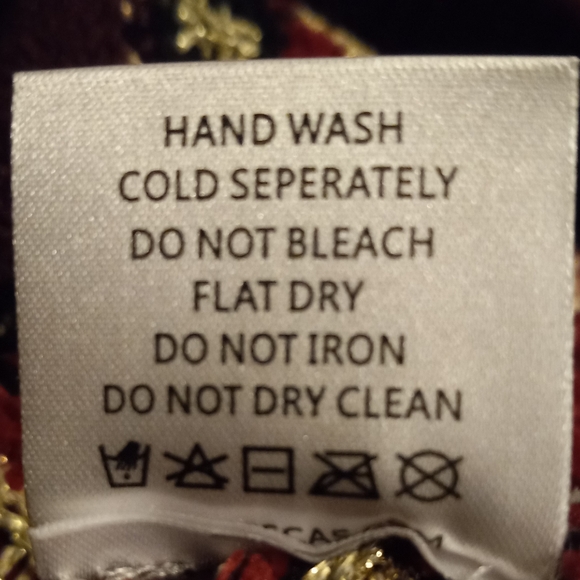 HAND WASH
COLD SEPERATELY
DO NOT BLEACH
FLAT DRY
DO NOT IRON
DO NOT DRY CLEAN